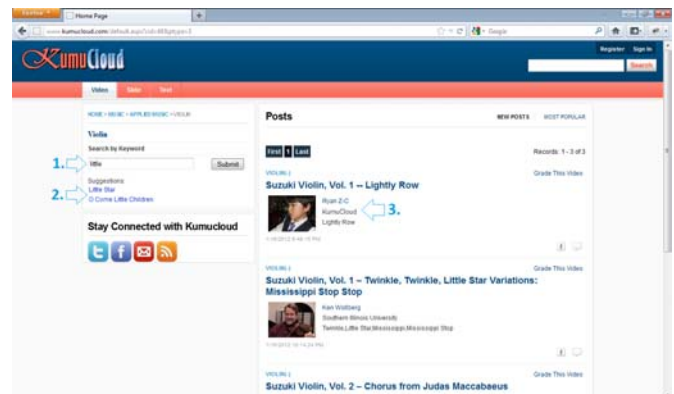 Firefox
Home Page
www.kumucloud.com
Google
KumuCloud
Register Sign In
Search
Video Slide Text
HOME > MUSIC > APPLIED MUSIC > VIOLIN
Violin
Search by Keyword
1. little Submit
Suggestions
2. Little Star
O Come Little Children
Stay Connected with Kumucloud
Posts NEW POSTS MOST POPULAR
First 1 Last Records: 1 - 3 of 3
VIOLIN 1 Grade This Video
Suzuki Violin, Vol. 1 -- Lightly Row
Ryan Z-C
KumuCloud 3.
Lightly Row
VIOLIN 1 Grade This Video
Suzuki Violin, Vol. 1 – Twinkle, Twinkle, Little Star Variations:
Mississippi Stop Stop
Ken Wollberg
Southern Illinois University
Twinkle,Little Star,Mississippi,Mississippi Stop
VIOLIN 2 Grade This Video
Suzuki Violin, Vol. 2 – Chorus from Judas Maccabaeus